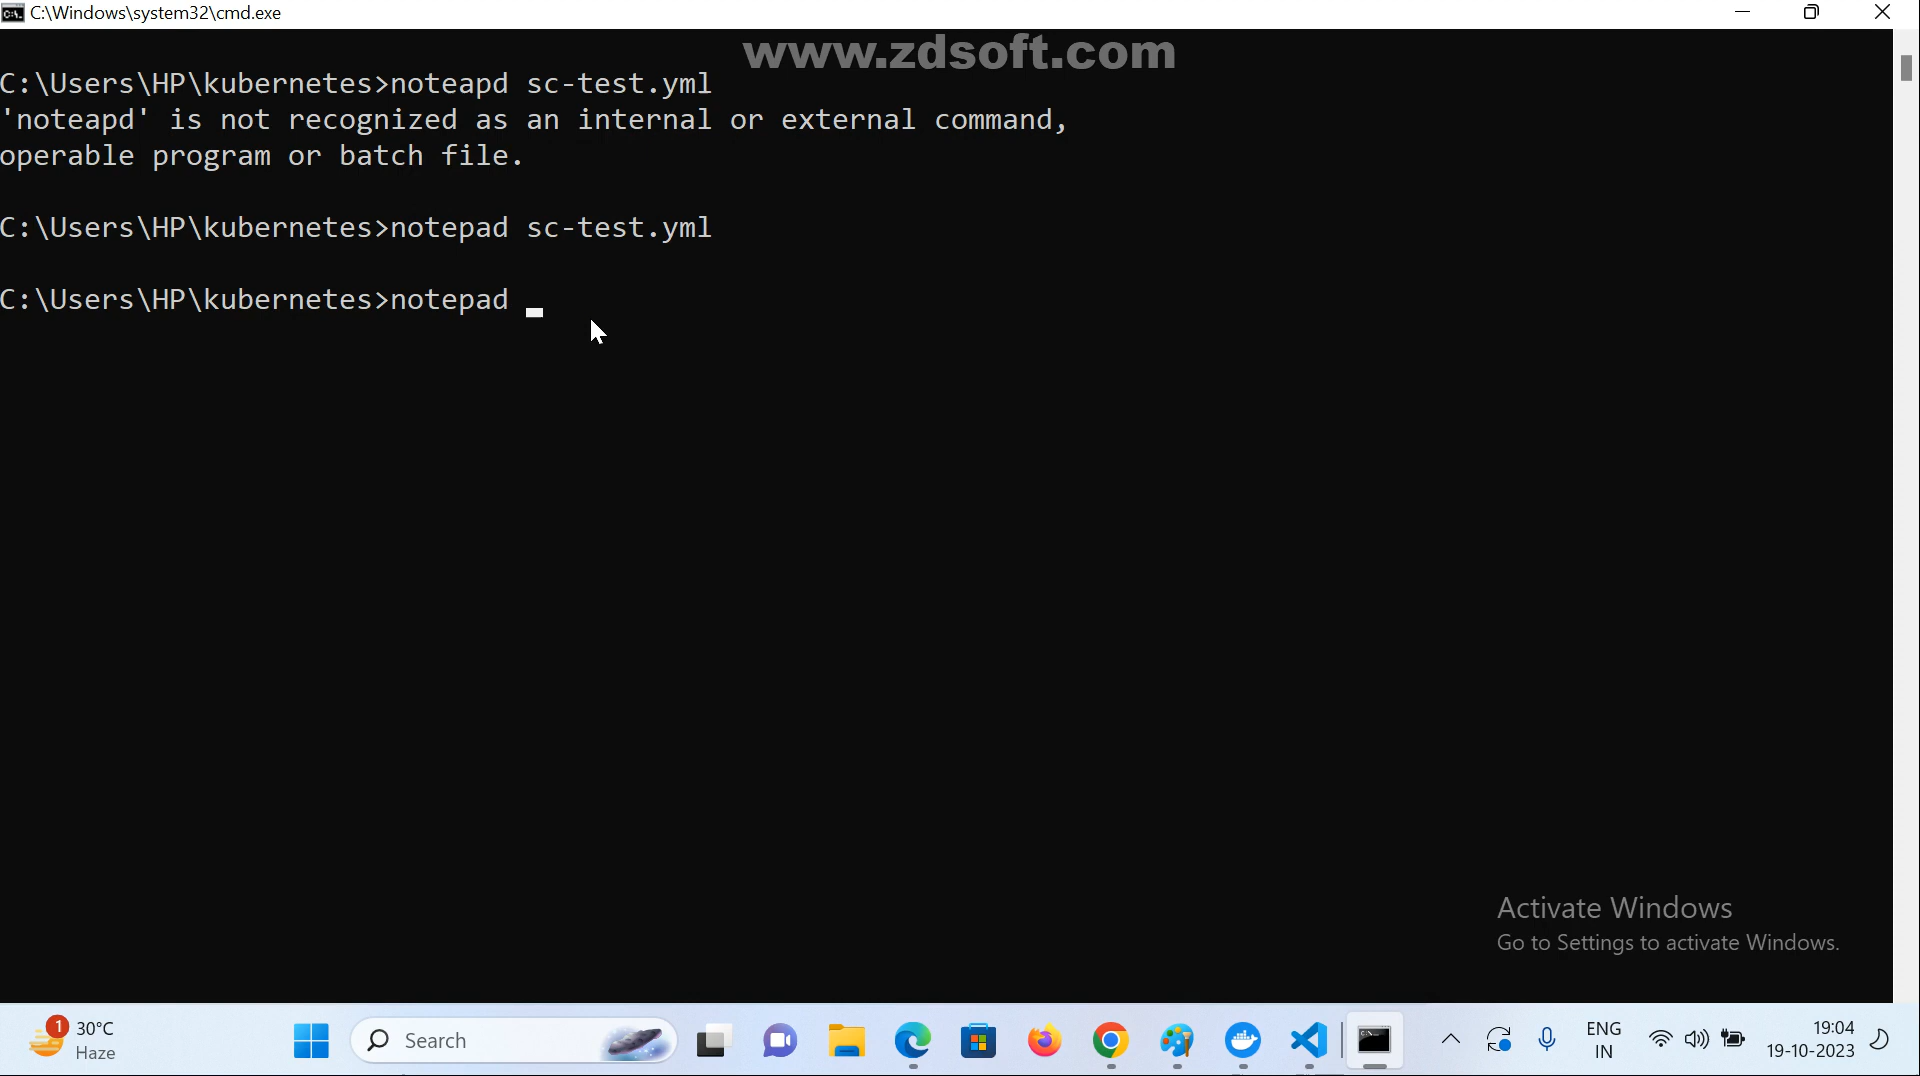 C:\Windows\system32\cmd.exe
www.zdsoft.com
C:\Users\HP\kubernetes>noteapd sc-test.yml
'noteapd' is not recognized as an internal or external command,
operable program or batch file.
C:\Users\HP\kubernetes>notepad sc-test.yml
C:\Users\HP\kubernetes>notepad
Activate Windows
Go to Settings to activate Windows.
1
30°C
Haze
Search
ENG
IN
19:04
19-10-2023